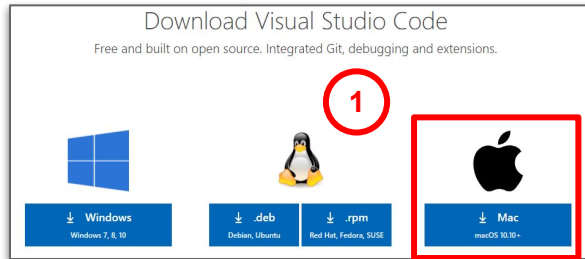 Download Visual Studio Code
Free and built on open source. Integrated Git, debugging and extensions.
1
Windows
Windows 7, 8, 10
.deb
Debian, Ubuntu
.rpm
Red Hat, Fedora, SUSE
Mac
macOS 10.10+